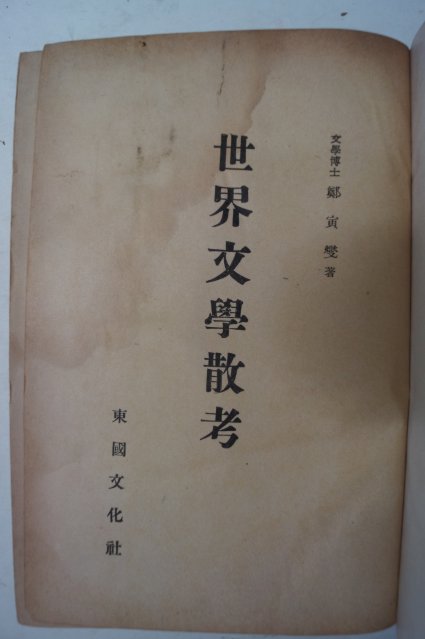 文學博士 鄭寅燮 著
世界文學散考
東國文化社